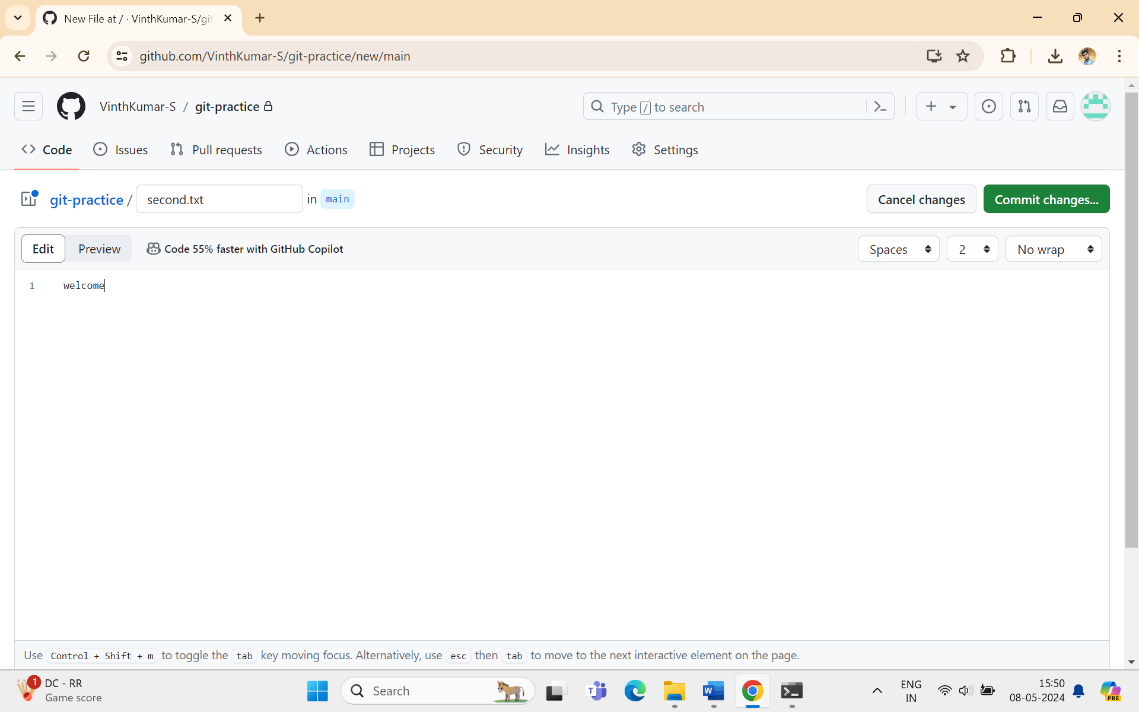 New File at / · VinthKumar-S/git
github.com/VinthKumar-S/git-practice/new/main
VinthKumar-S / git-practice
Type / to search
Code
Issues
Pull requests
Actions
Projects
Security
Insights
Settings
git-practice / second.txt in main
Cancel changes
Commit changes...
Edit
Preview
Code 55% faster with GitHub Copilot
Spaces
2
No wrap
1 welcome
Use Control + Shift + m to toggle the tab key moving focus. Alternatively, use esc then tab to move to the next interactive element on the page.
1
DC - RR
Game score
Search
ENG
IN
15:50
08-05-2024
PRE